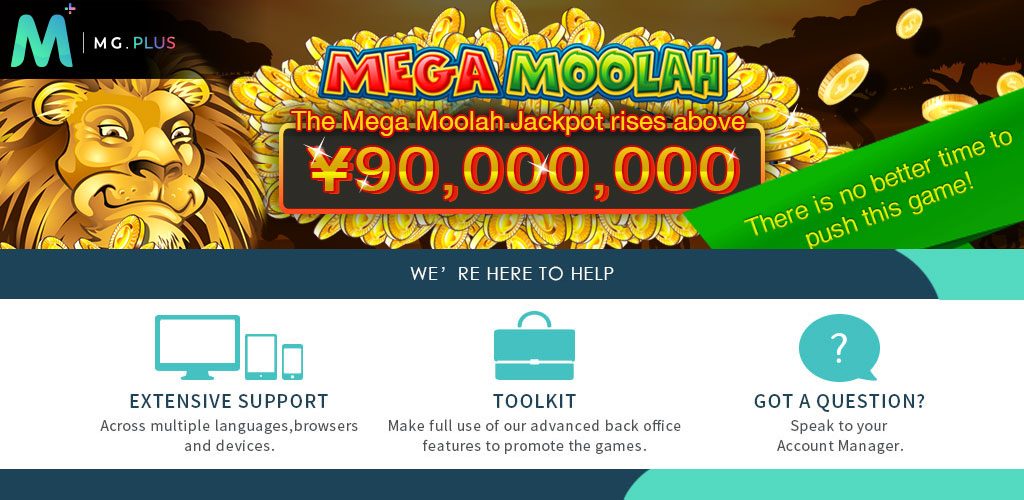 M+ | MG.PLUS
MEGA MOOLAH
The Mega Moolah Jackpot rises above
¥90,000,000
There is no better time to
push this game!
WE’RE HERE TO HELP
EXTENSIVE SUPPORT
Across multiple languages,browsers
and devices.
TOOLKIT
Make full use of our advanced back office
features to promote the games.
?
GOT A QUESTION?
Speak to your
Account Manager.